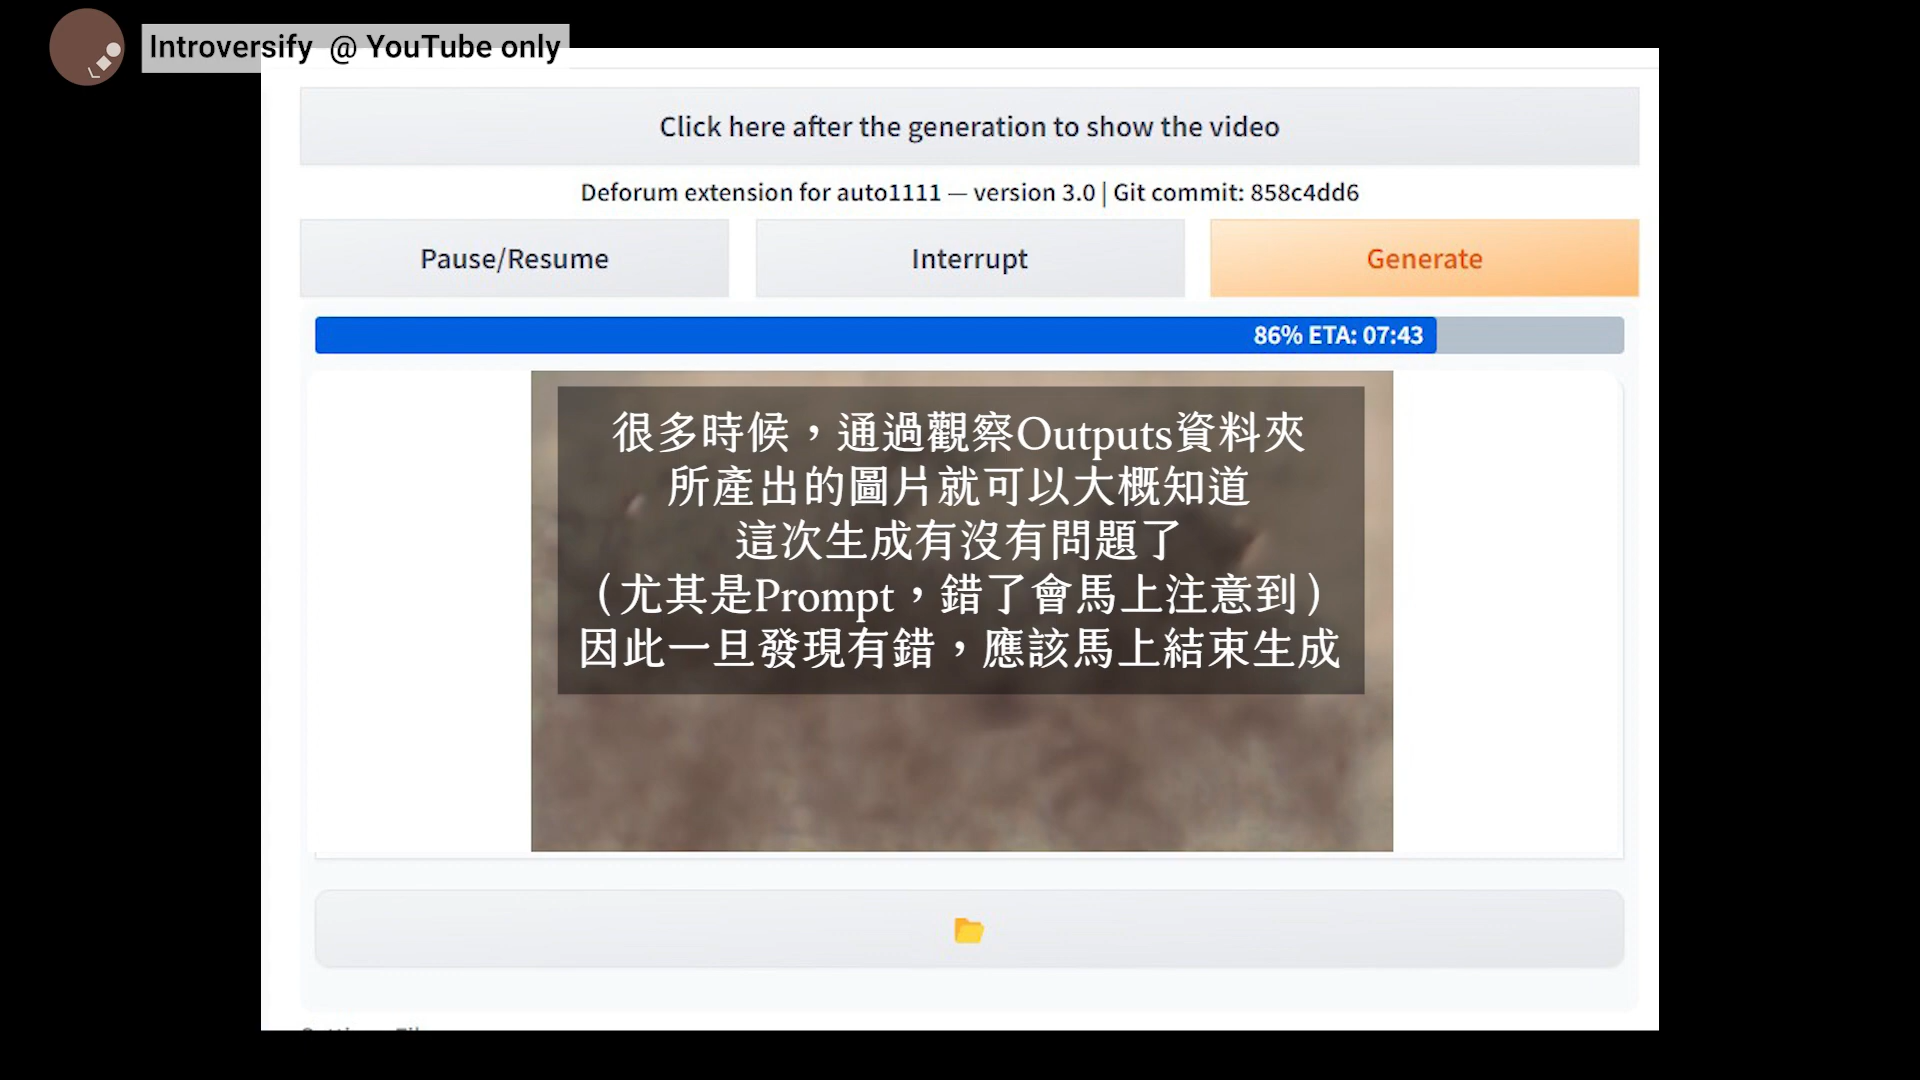 Introversify @ YouTube only
Click here after the generation to show the video
Deforum extension for auto1111 — version 3.0 | Git commit: 858c4dd6
Pause/Resume
Interrupt
Generate
86% ETA: 07:43
很多時候，通過觀察Outputs資料夾
所產出的圖片就可以大概知道
這次生成有沒有問題了
（尤其是Prompt，錯了會馬上注意到）
因此一旦發現有錯，應該馬上結束生成